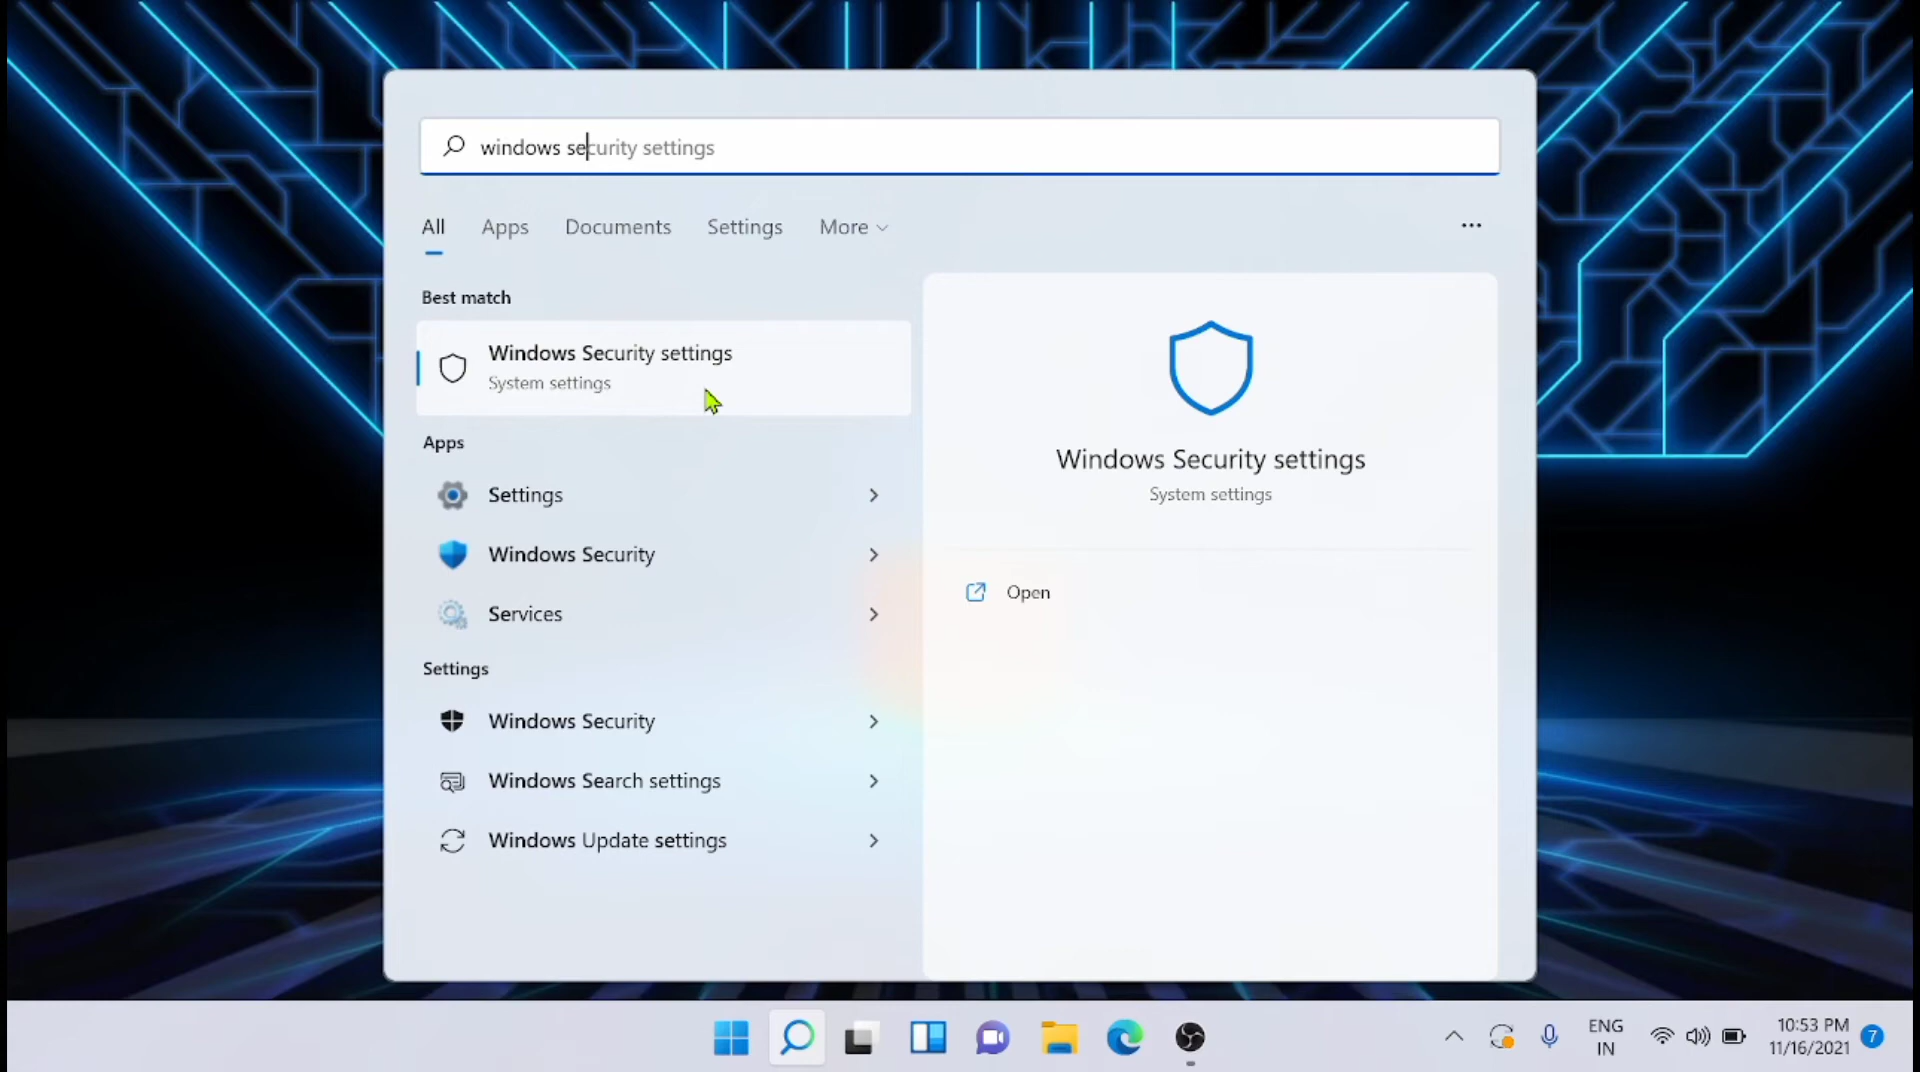 windows security settings
All Apps Documents Settings More
Best match
Windows Security settings
System settings
Apps
Settings
Windows Security
Services
Settings
Windows Security
Windows Search settings
Windows Update settings
Windows Security settings
System settings
Open
ENG
IN
10:53 PM
11/16/2021
7